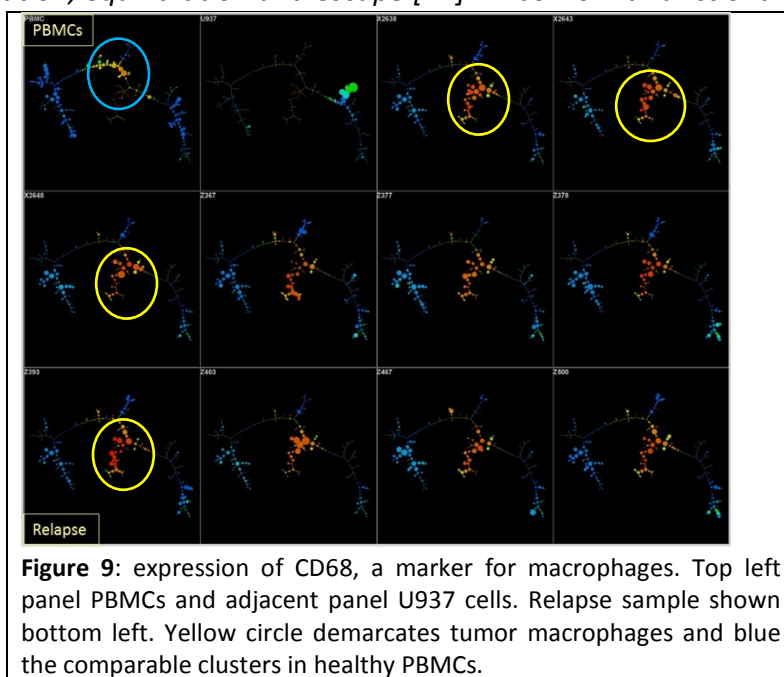 PBMC
PBMCs
U937
X2638
X2643
X2648
Z367
Z377
Z378
Z393
Z403
Z467
Z500
Relapse
Figure 9: expression of CD68, a marker for macrophages. Top left
panel PBMCs and adjacent panel U937 cells. Relapse sample shown
bottom left. Yellow circle demarcates tumor macrophages and blue
the comparable clusters in healthy PBMCs.